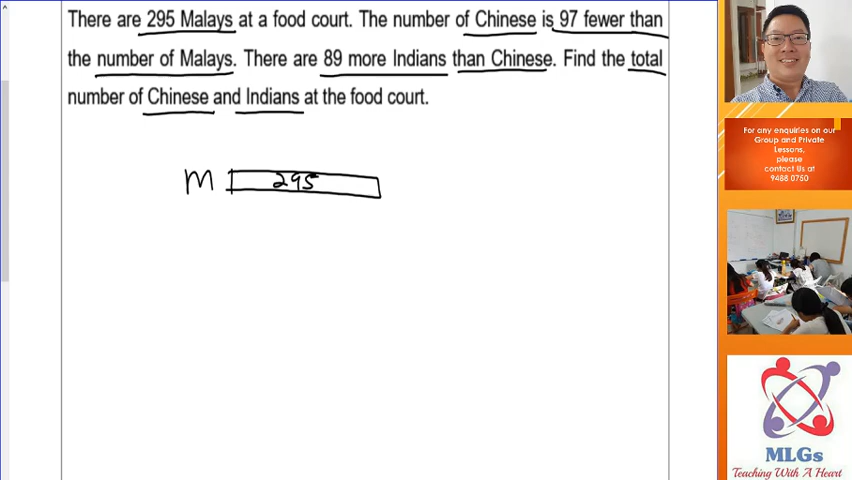 There are 295 Malays at a food court. The number of Chinese is 97 fewer than
the number of Malays. There are 89 more Indians than Chinese. Find the total
number of Chinese and Indians at the food court.
M 295
For any enquiries on our
Group and Private
Lessons,
please
contact Us at
9488 0750
MLGs
Teaching With A Heart